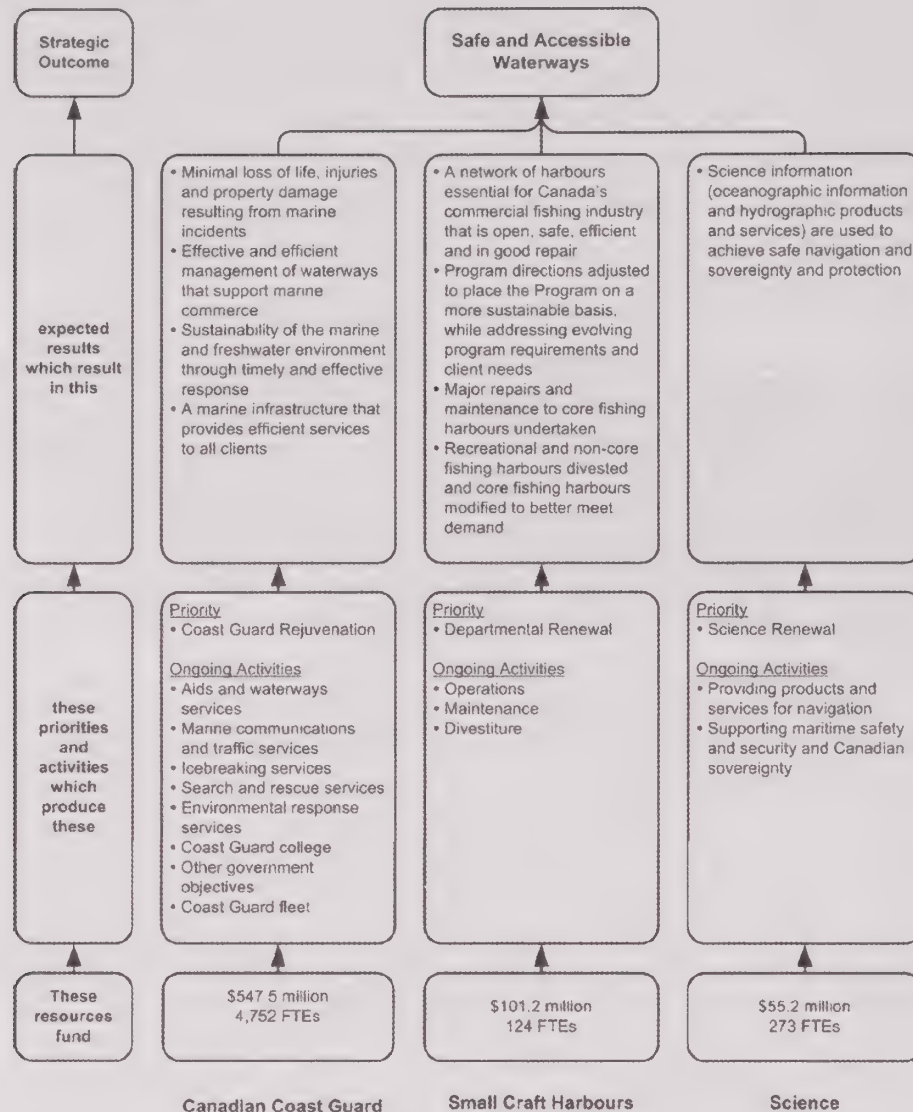 Strategic
Outcome
Safe and Accessible
Waterways
expected
results
which result
in this
• Minimal loss of life, injuries
and property damage
resulting from marine
incidents
• Effective and efficient
management of waterways
that support marine
commerce
• Sustainability of the marine
and freshwater environment
through timely and effective
response
• A marine infrastructure that
provides efficient services
to all clients
• A network of harbours
essential for Canada's
commercial fishing industry
that is open, safe, efficient
and in good repair
• Program directions adjusted
to place the Program on a
more sustainable basis,
while addressing evolving
program requirements and
client needs
• Major repairs and
maintenance to core fishing
harbours undertaken
• Recreational and non-core
fishing harbours divested
and core fishing harbours
modified to better meet
demand
• Science information
(oceanographic information
and hydrographic products
and services) are used to
achieve safe navigation and
sovereignty and protection
these
priorities
and
activities
which
produce
these
Priority
• Coast Guard Rejuvenation
Ongoing Activities
• Aids and waterways
services
• Marine communications
and traffic services
• Icebreaking services
• Search and rescue services
• Environmental response
services
• Coast Guard college
• Other government
objectives
• Coast Guard fleet
Priority
• Departmental Renewal
Ongoing Activities
• Operations
• Maintenance
• Divestiture
Priority
• Science Renewal
Ongoing Activities
• Providing products and
services for navigation
• Supporting maritime safety
and security and Canadian
sovereignty
These
resources
fund
$547.5 million
4,752 FTEs
$101.2 million
124 FTEs
$55.2 million
273 FTEs
Canadian Coast Guard
Small Craft Harbours
Science